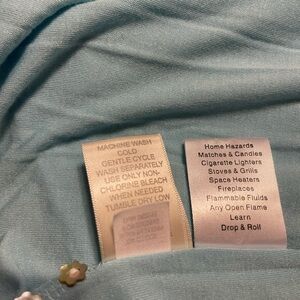 MACHINE WASH
COLD
GENTLE CYCLE
WASH SEPARATELY
USE ONLY NON-
CHLORINE BLEACH
WHEN NEEDED
TUMBLE DRY LOW
Home Hazards
Matches & Candles
Cigarette Lighters
Stoves & Grills
Space Heaters
Fireplaces
Flammable Fluids
Any Open Flame
Learn
Drop & Roll